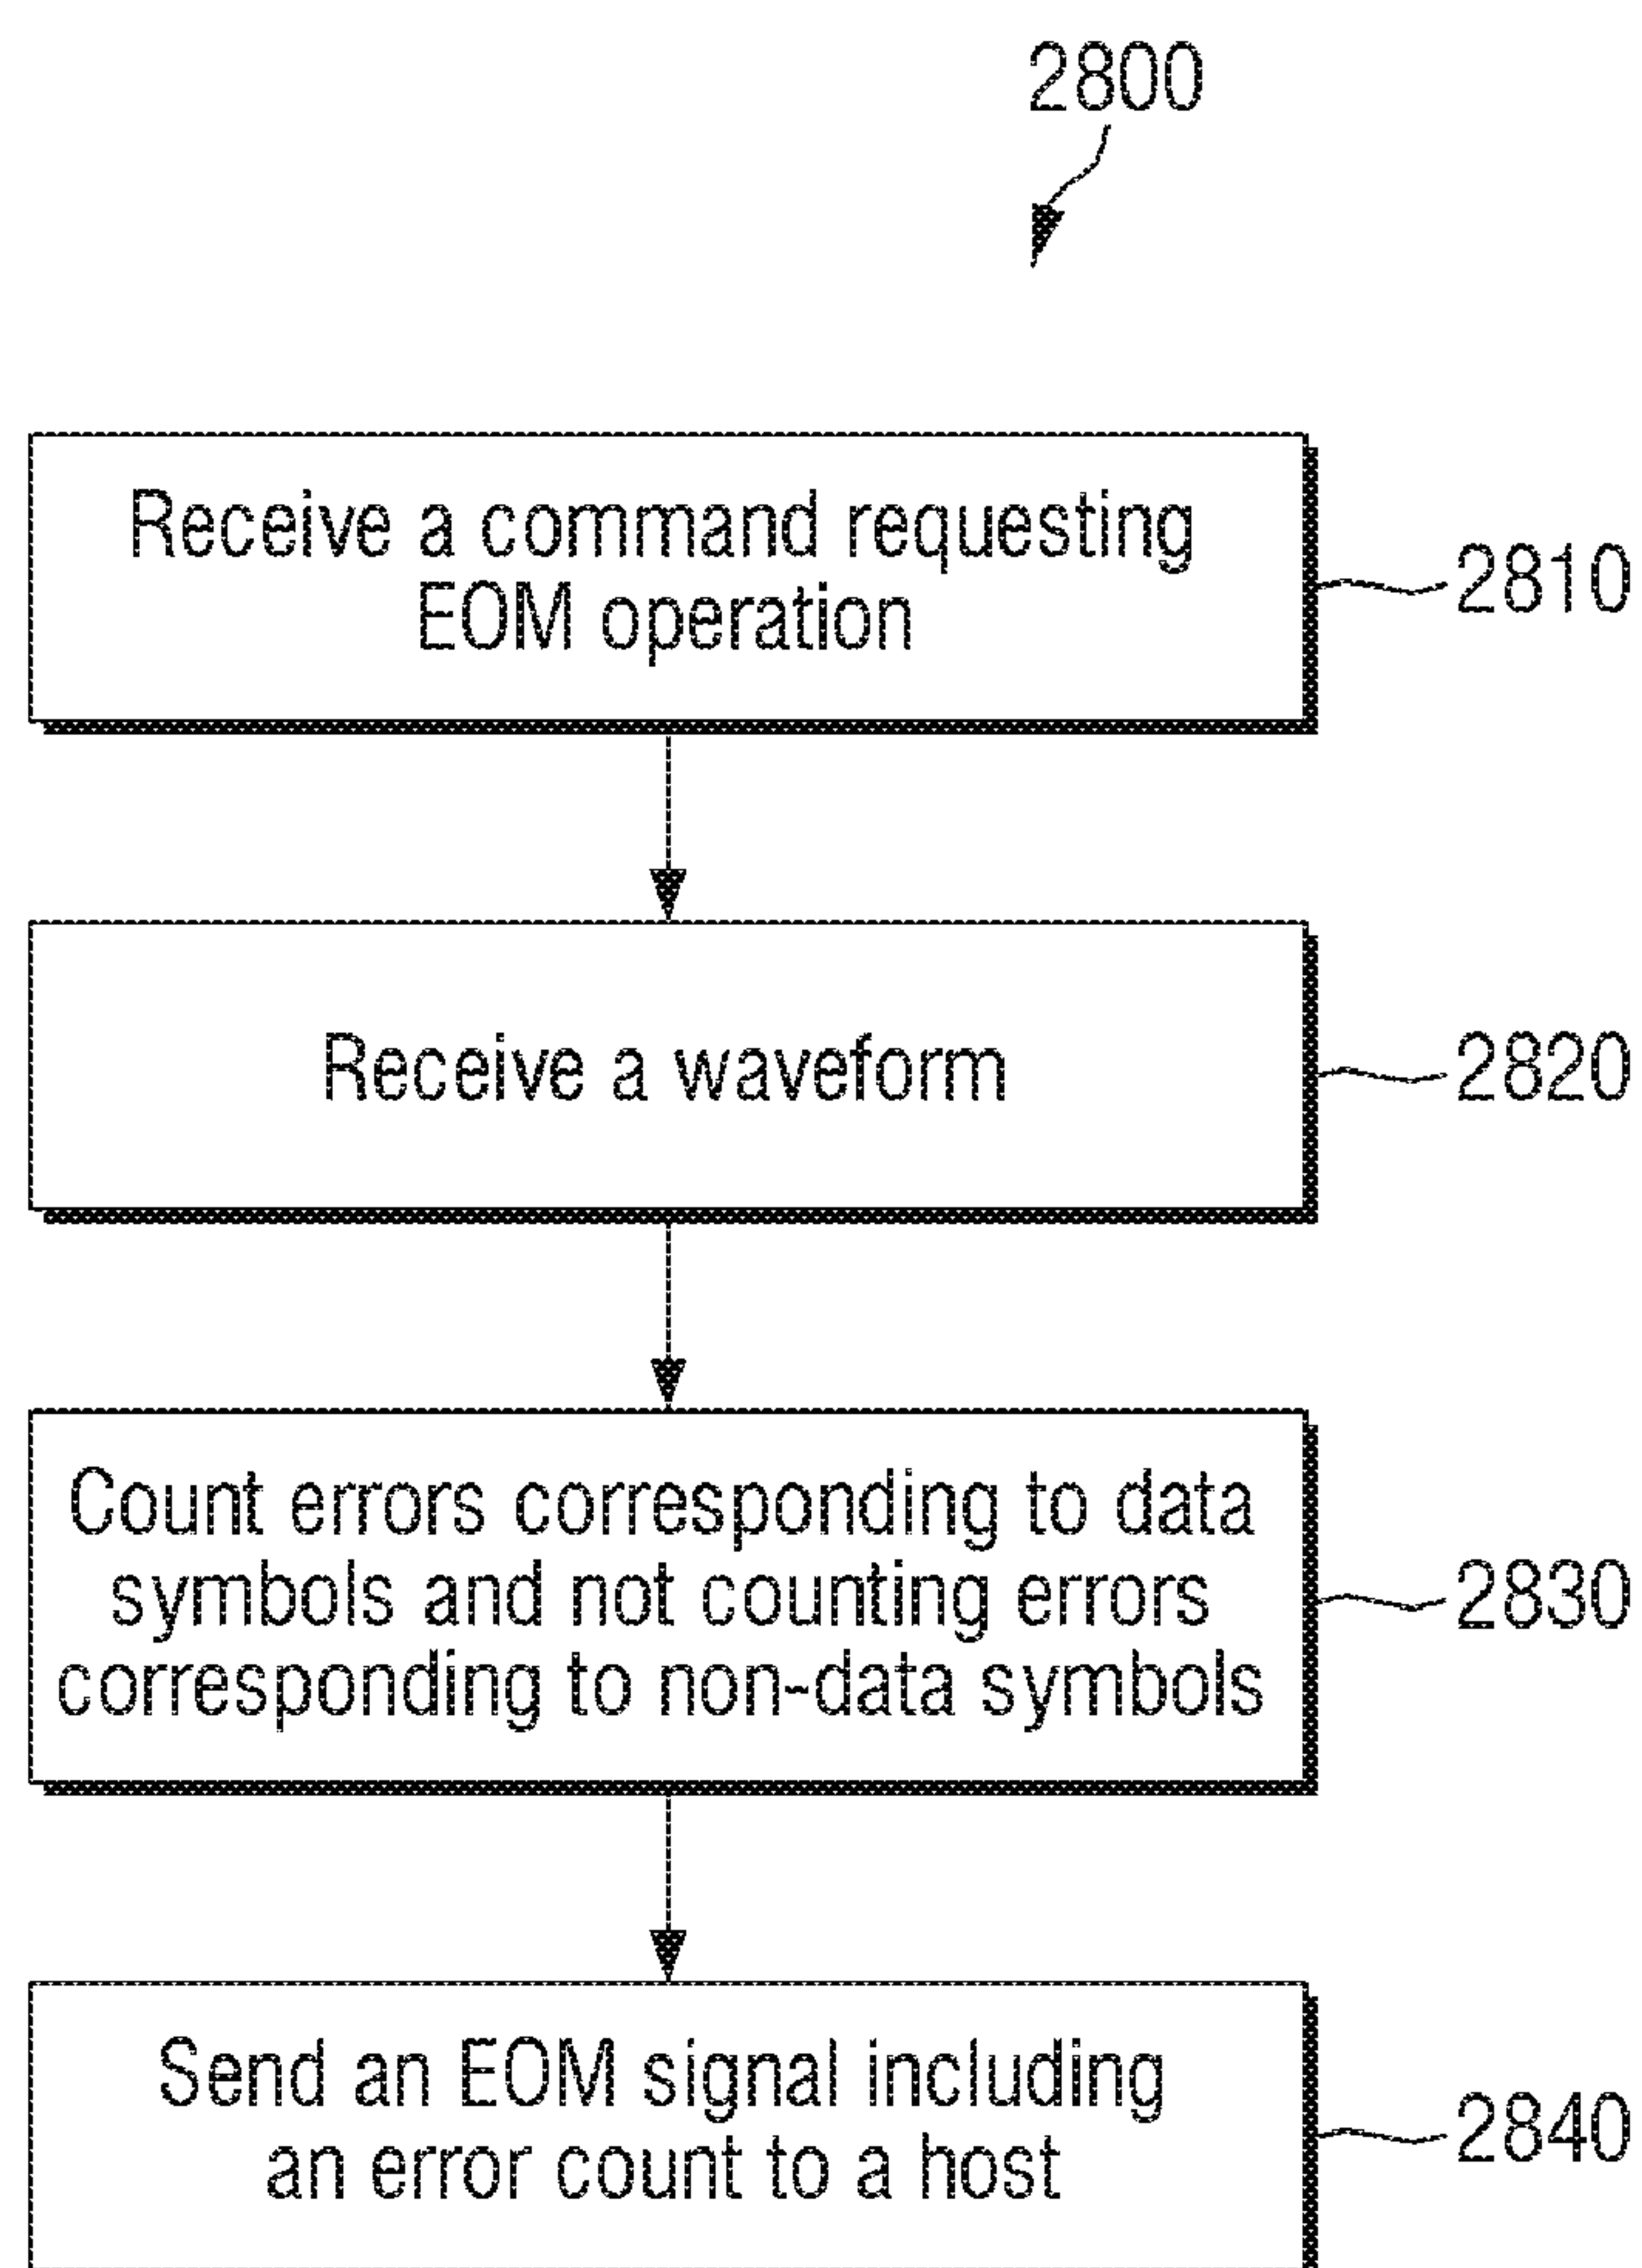 2800
Receive a command requesting
EOM operation
2810
Receive a waveform
2820
Count errors corresponding to data
symbols and not counting errors
corresponding to non-data symbols
2830
Send an EOM signal including
an error count to a host
2840